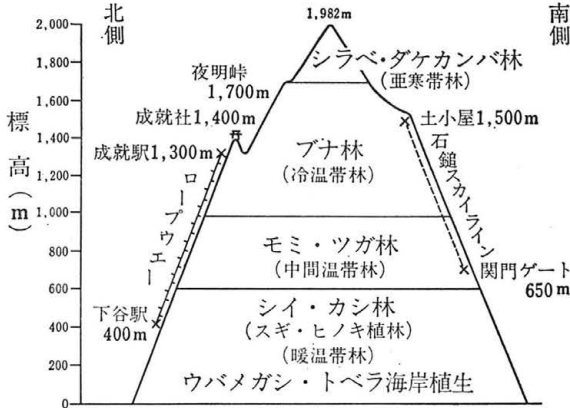 北側
南側
標高(m)
2,000
1,800
1,600
1,400
1,200
1,000
800
600
400
200
0
1,982m
シラベ・ダケカンバ林
(亜寒帯林)
夜明峠
1,700m
成就社1,400m
成就駅1,300m
ロープウエー
下谷駅
400m
土小屋1,500m
石鎚スカイライン
関門ゲート
650m
ブナ林
(冷温帯林)
モミ・ツガ林
(中間温帯林)
シイ・カシ林
(スギ・ヒノキ植林)
(暖温帯林)
ウバメガシ・トベラ海岸植生